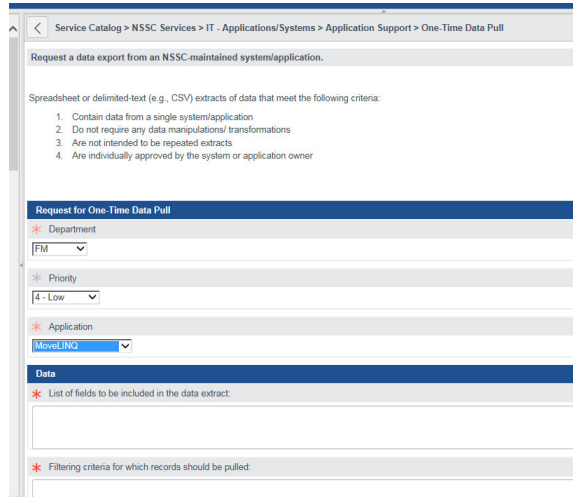 Service Catalog > NSSC Services > IT - Applications/Systems > Application Support > One-Time Data Pull
Request a data export from an NSSC-maintained system/application.
Spreadsheet or delimited-text (e.g., CSV) extracts of data that meet the following criteria:
1. Contain data from a single system/application
2. Do not require any data manipulations/ transformations
3. Are not intended to be repeated extracts
4. Are individually approved by the system or application owner
Request for One-Time Data Pull
* Department
FM
* Priority
4 - Low
* Application
MoveLINQ
Data
* List of fields to be included in the data extract:
* Filtering criteria for which records should be pulled: